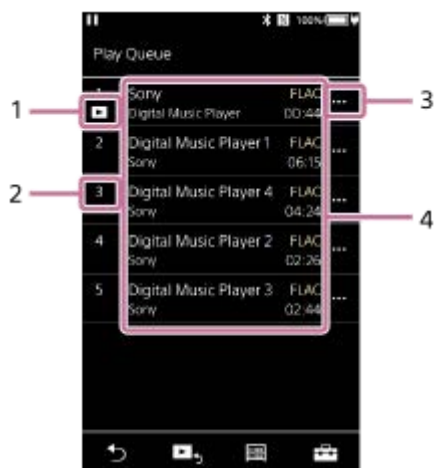 100%
Play Queue
1
Sony
FLAC
...
Digital Music Player
00:44
2
Digital Music Player 1
FLAC
...
Sony
06:15
3
Digital Music Player 4
FLAC
...
Sony
04:24
4
Digital Music Player 2
FLAC
...
Sony
02:26
5
Digital Music Player 3
FLAC
...
Sony
02:44
1
2
3
4